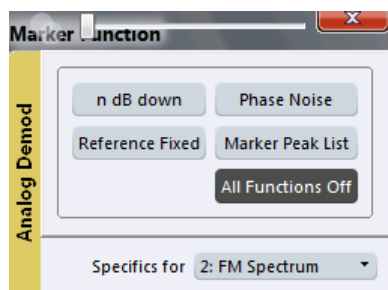 Marker Function
Analog Demod
n dB down
Phase Noise
Reference Fixed
Marker Peak List
All Functions Off
Specifics for 2: FM Spectrum